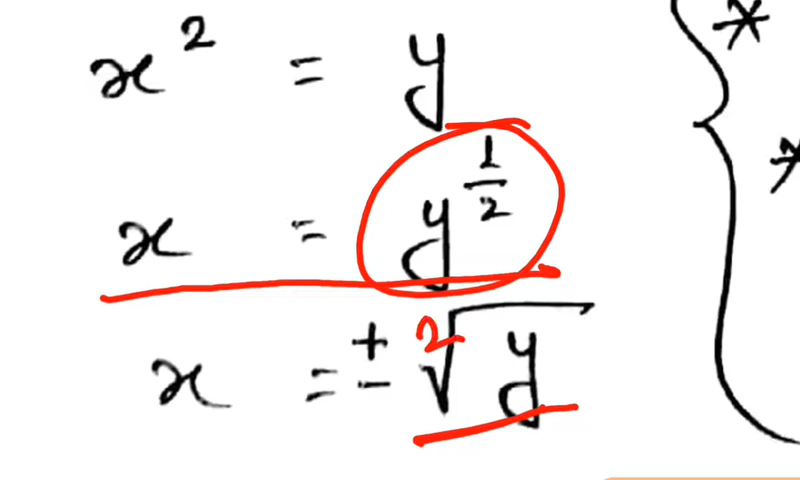 x² = y
x = y^(1/2)
x = ± ²√y
*
*